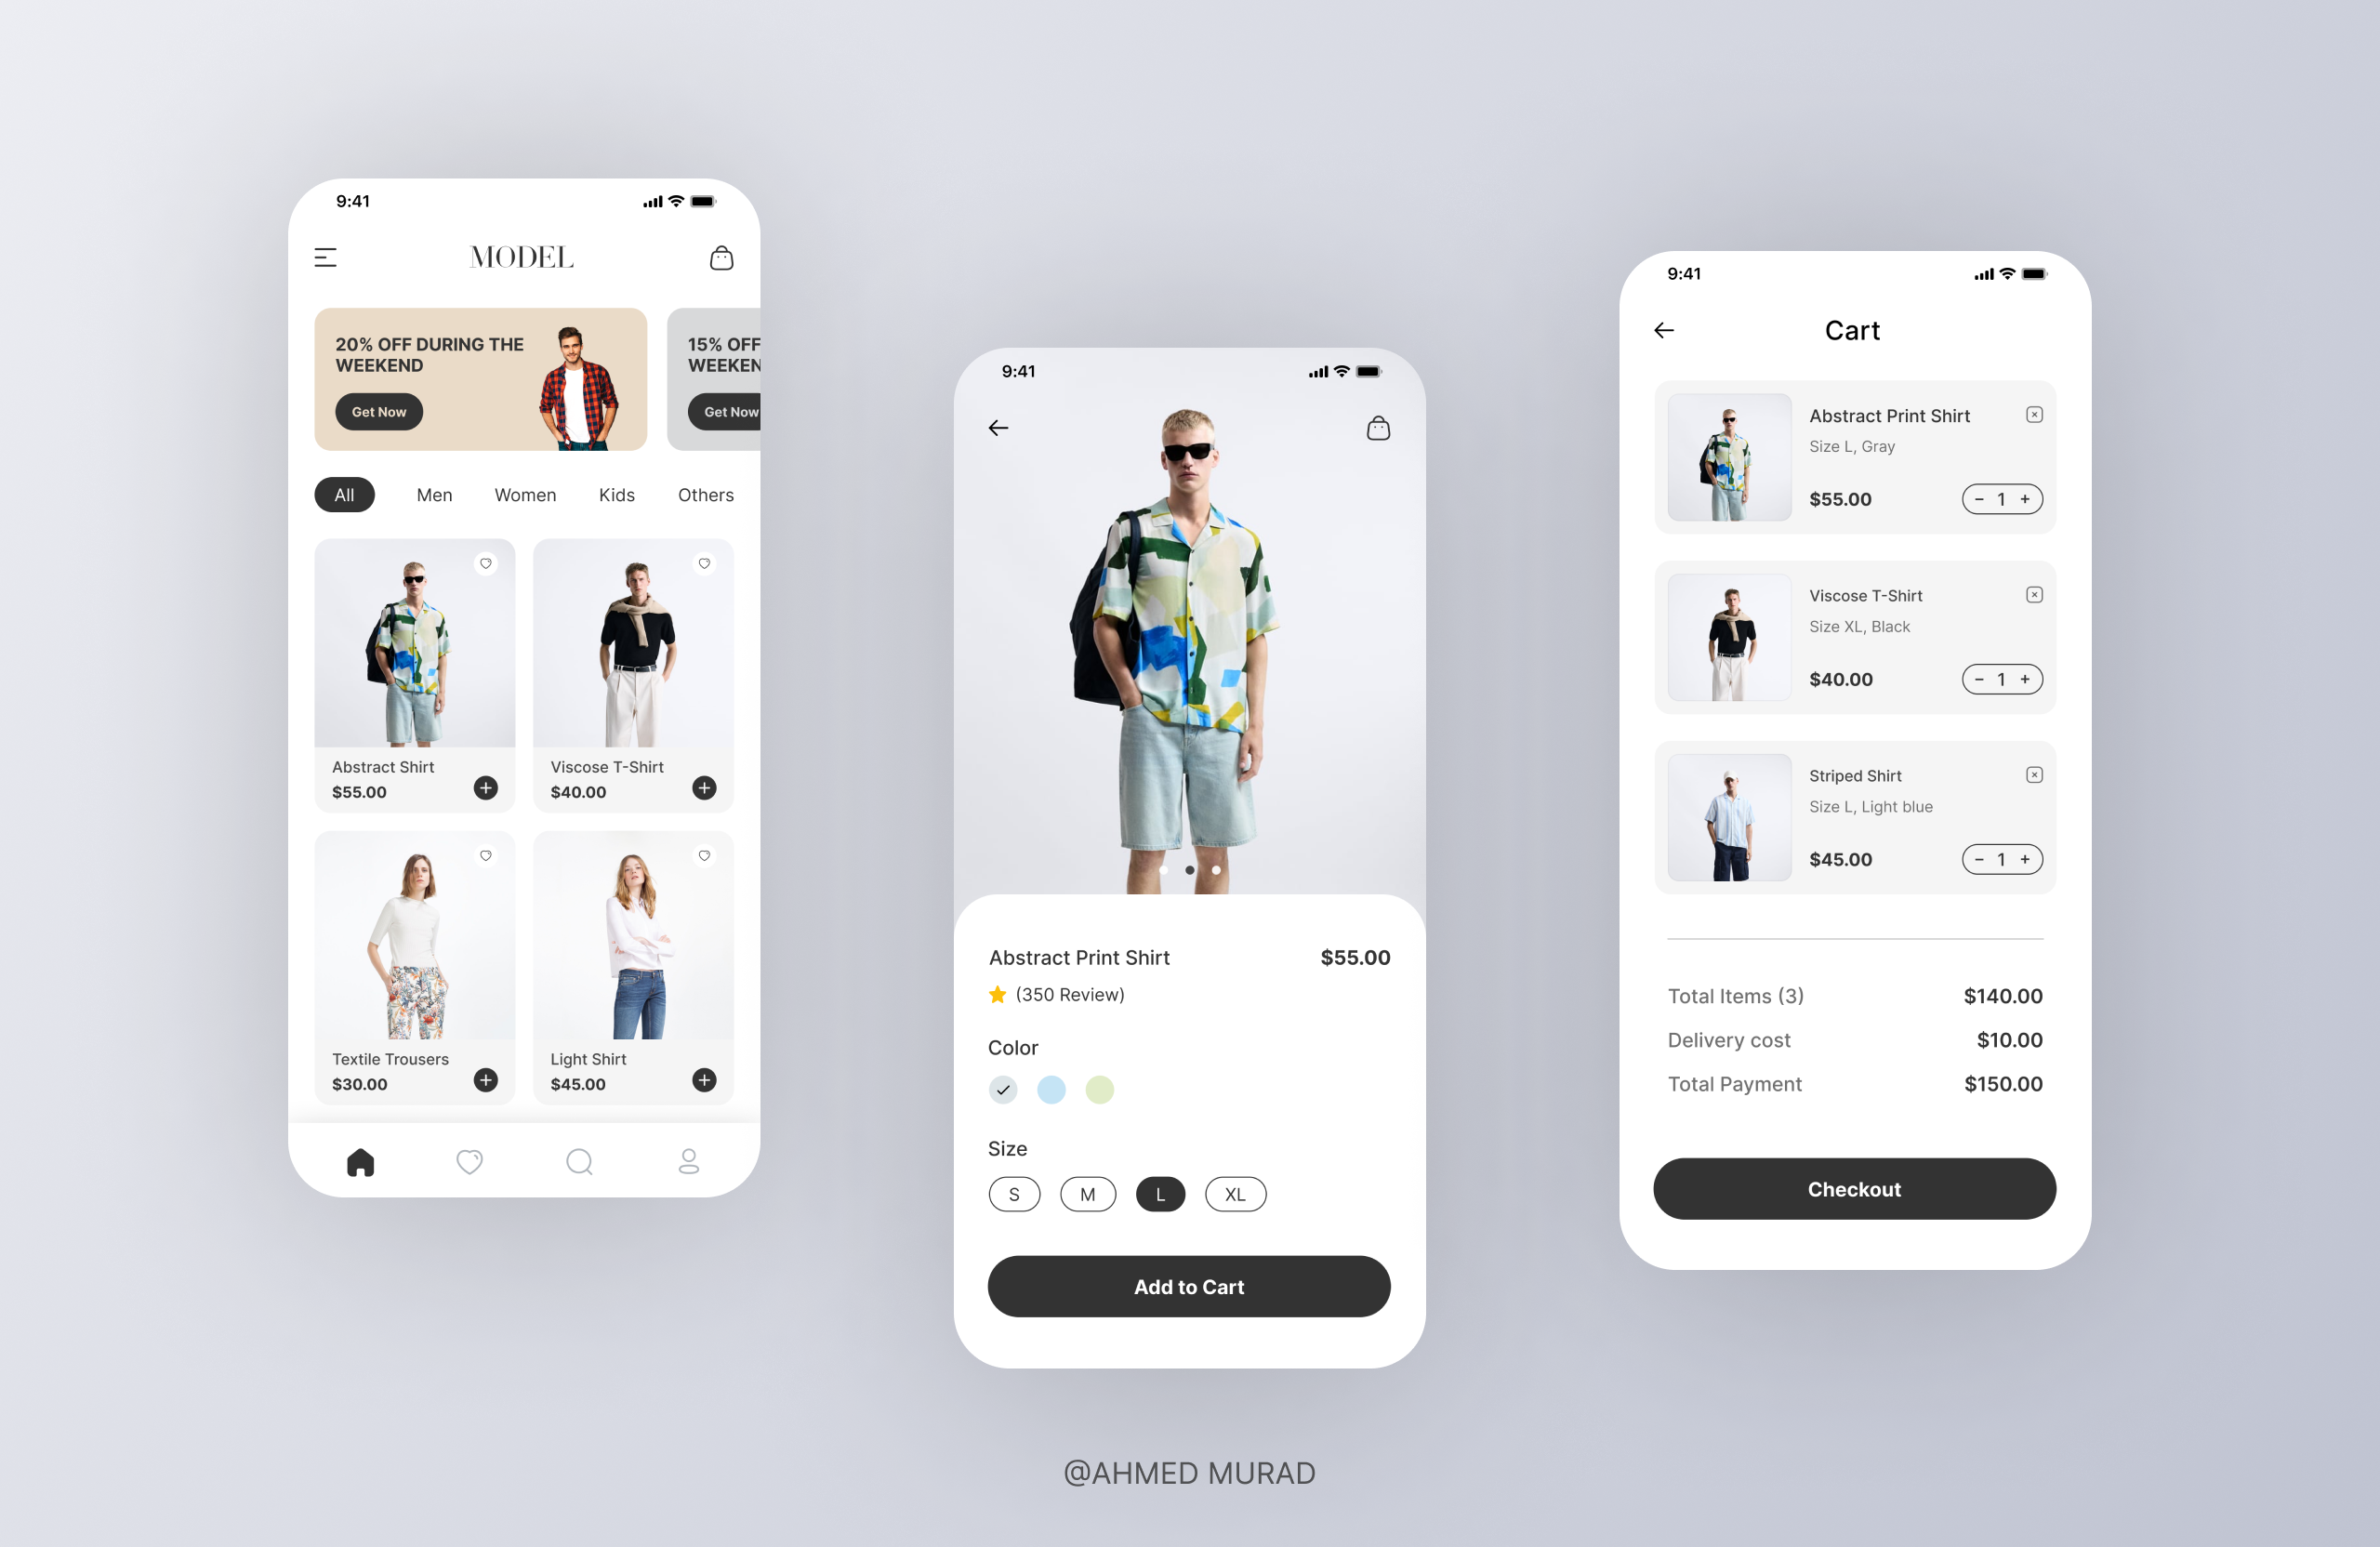 9:41
MODEL
20% OFF DURING THE
WEEKEND
Get Now
15% OFF
WEEKEN
Get Now
All Men Women Kids Others
Abstract Shirt
$55.00
Viscose T-Shirt
$40.00
Textile Trousers
$30.00
Light Shirt
$45.00
9:41
Abstract Print Shirt $55.00
(350 Review)
Color
Size
S M L XL
Add to Cart
9:41
Cart
Abstract Print Shirt
Size L, Gray
$55.00 - 1 +
Viscose T-Shirt
Size XL, Black
$40.00 - 1 +
Striped Shirt
Size L, Light blue
$45.00 - 1 +
Total Items (3) $140.00
Delivery cost $10.00
Total Payment $150.00
Checkout
@AHMED MURAD